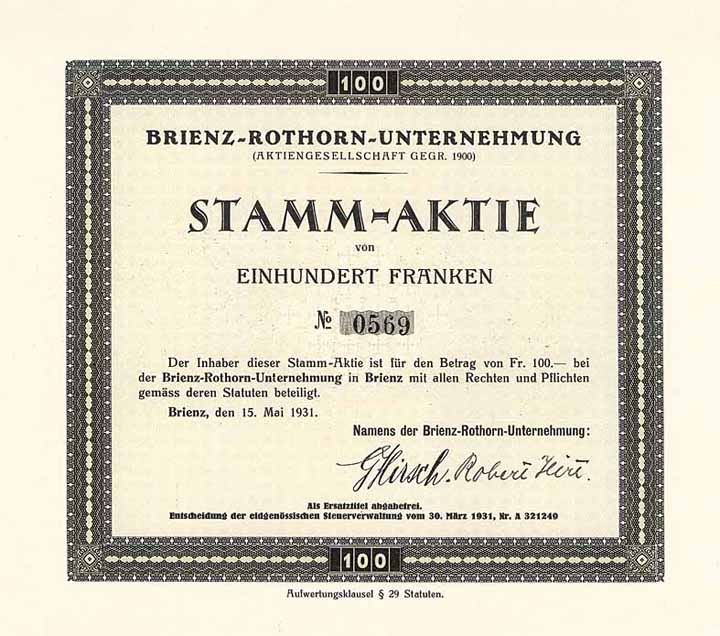 100
BRIENZ-ROTHORN-UNTERNEHMUNG
(AKTIENGESELLSCHAFT GEGR. 1900)
STAMM-AKTIE
von
EINHUNDERT FRANKEN
№ 0569
Der Inhaber dieser Stamm-Aktie ist für den Betrag von Fr. 100.— bei
der Brienz-Rothorn-Unternehmung in Brienz mit allen Rechten und Pflichten
gemäss deren Statuten beteiligt.
Brienz, den 15. Mai 1931.
Namens der Brienz-Rothorn-Unternehmung:
G Hirsch. Robert
Als Ersatztitel abgabefrei.
Entscheidung der eidgenössischen Steuerverwaltung vom 30. März 1931, Nr. A 321249
100
Aufwertungsklausel § 29 Statuten.